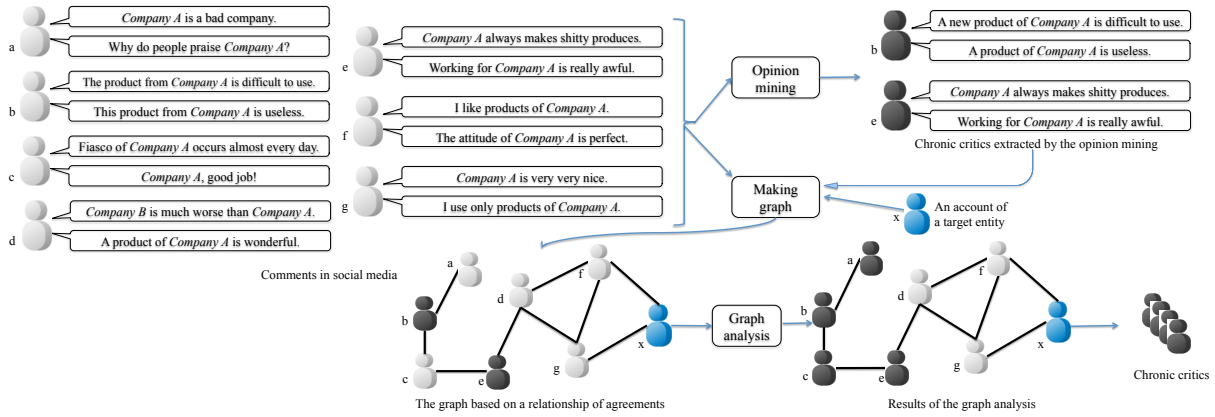 Company A is a bad company.
Why do people praise Company A?
a
The product from Company A is difficult to use.
This product from Company A is useless.
b
Fiasco of Company A occurs almost every day.
Company A, good job!
c
Company B is much worse than Company A.
A product of Company A is wonderful.
d
Comments in social media
Company A always makes shitty produces.
Working for Company A is really awful.
e
I like products of Company A.
The attitude of Company A is perfect.
f
Company A is very very nice.
I use only products of Company A.
g
Opinion
mining
Making
graph
A new product of Company A is difficult to use.
A product of Company A is useless.
b
Company A always makes shitty produces.
Working for Company A is really awful.
e
Chronic critics extracted by the opinion mining
x
An account of
a target entity
a
b
c
d
e
f
g
x
The graph based on a relationship of agreements
Graph
analysis
a
b
c
d
e
f
g
x
Results of the graph analysis
Chronic critics